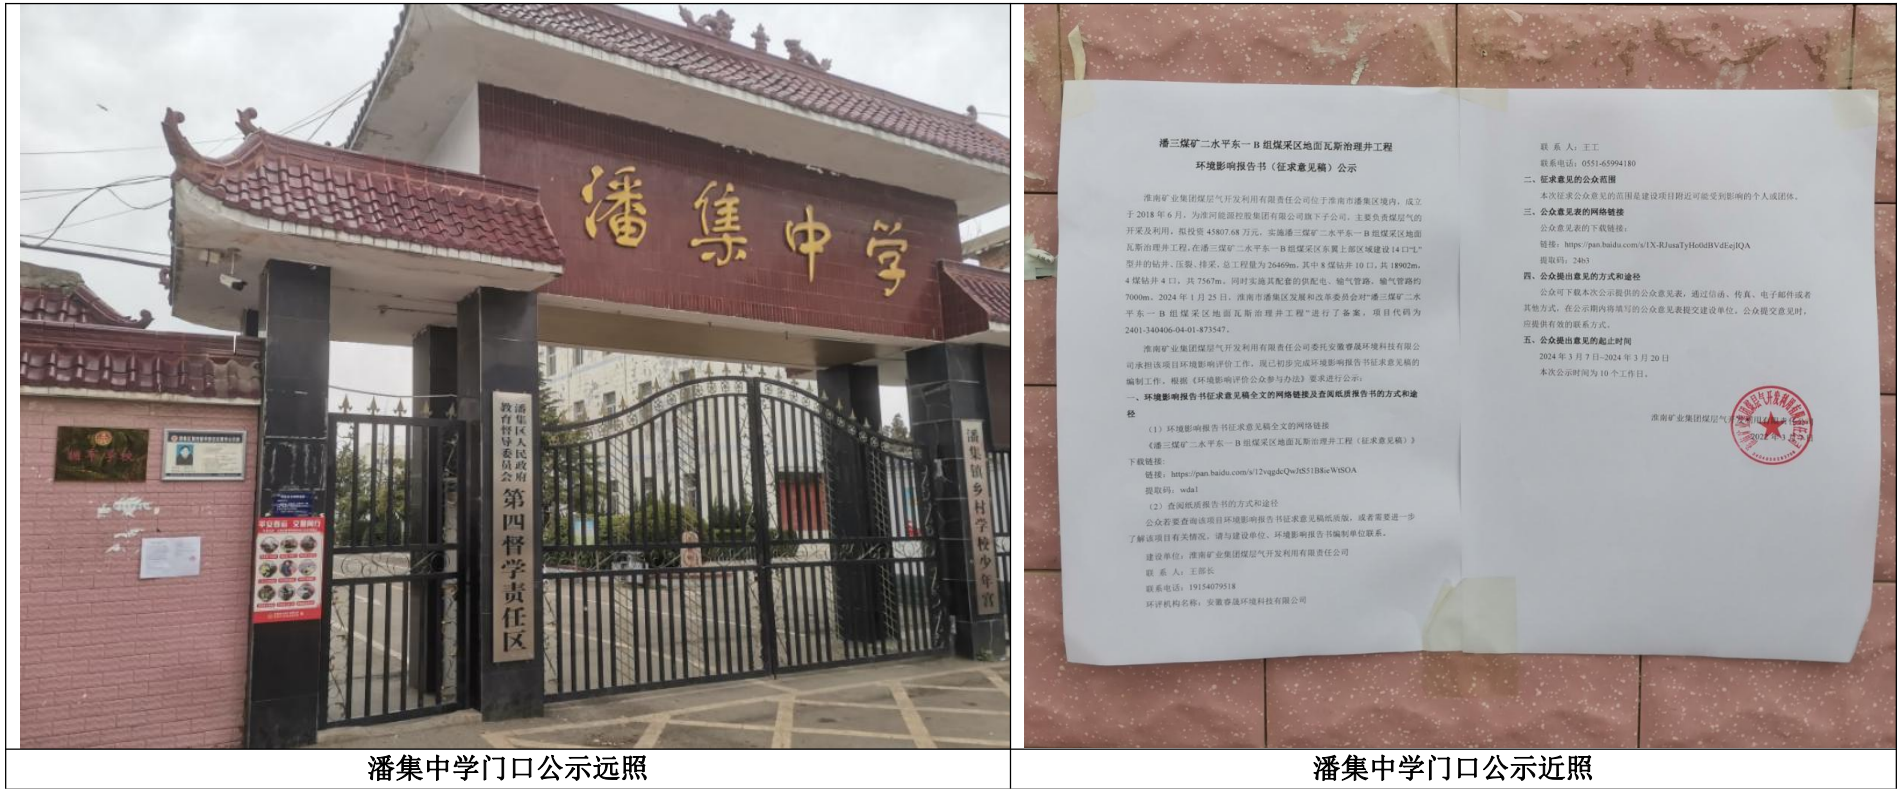 潘集中学
潘集区人民政府
教育督导委员会
第四督学责任区
潘集镇乡村学校少年宫
平安春运 交警同行
潘集中学门口公示远照
潘三煤矿二水平东一B组煤采区地面瓦斯治理井工程
环境影响报告书（征求意见稿）公示
淮南矿业集团煤层气开发利用有限责任公司位于淮南市潘集区境内，成立
于2018年6月，为淮河能源控股集团有限公司旗下子公司，主要负责煤层气的
开采及利用。拟投资45807.68万元，实施潘三煤矿二水平东一B组煤采区地面
瓦斯治理井工程。在潘三煤矿二水平东一B组煤采区东翼上部区域建设14口“L”
型井的钻井、压裂、排采。总工程量为26469m。其中8煤钻井10口，共18902m，
4煤钻井4口，共7567m。同时实施其配套的供配电、输气管路。输气管路约
7000m。2024年1月25日，淮南市潘集区发展和改革委员会对“潘三煤矿二水
平东一B组煤采区地面瓦斯治理井工程”进行了备案，项目代码为
2401-340406-04-01-873547。
淮南矿业集团煤层气开发利用有限责任公司委托安徽睿晟环境科技有限公
司承担该项目环境影响评价工作。现已初步完成环境影响报告书征求意见稿的
编制工作。根据《环境影响评价公众参与办法》要求进行公示：
一、环境影响报告书征求意见稿全文的网络链接及查阅纸质报告书的方式和途
径
（1）环境影响报告书征求意见稿全文的网络链接
《潘三煤矿二水平东一B组煤采区地面瓦斯治理井工程（征求意见稿）》
下载链接：
链接：https://pan.baidu.com/s/12vqgdcQwJtS51B8ieWtSOA
提取码：wda1
（2）查阅纸质报告书的方式和途径
公众若要查询该项目环境影响报告书征求意见稿纸质版，或者需要进一步
了解该项目有关情况，请与建设单位、环境影响报告书编制单位联系。
建设单位：淮南矿业集团煤层气开发利用有限责任公司
联 系 人：王部长
联系电话：19154079518
环评机构名称：安徽睿晟环境科技有限公司
联 系 人：王工
联系电话：0551-65994180
二、征求意见的公众范围
本次征求公众意见的范围是建设项目附近可能受到影响的个人或团体。
三、公众意见表的网络链接
公众意见表的下载链接：
链接：https://pan.baidu.com/s/1X-RJusaTyHo0dBVdEejIQA
提取码：24b3
四、公众提出意见的方式和途径
公众可下载本次公示提供的公众意见表，通过信函、传真、电子邮件或者
其他方式，在公示期内将填写的公众意见表提交建设单位。公众提交意见时，
应提供有效的联系方式。
五、公众提出意见的起止时间
2024年3月7日~2024年3月20日
本次公示时间为10个工作日。
淮南矿业集团煤层气开发利用有限责任公司
潘集中学门口公示近照